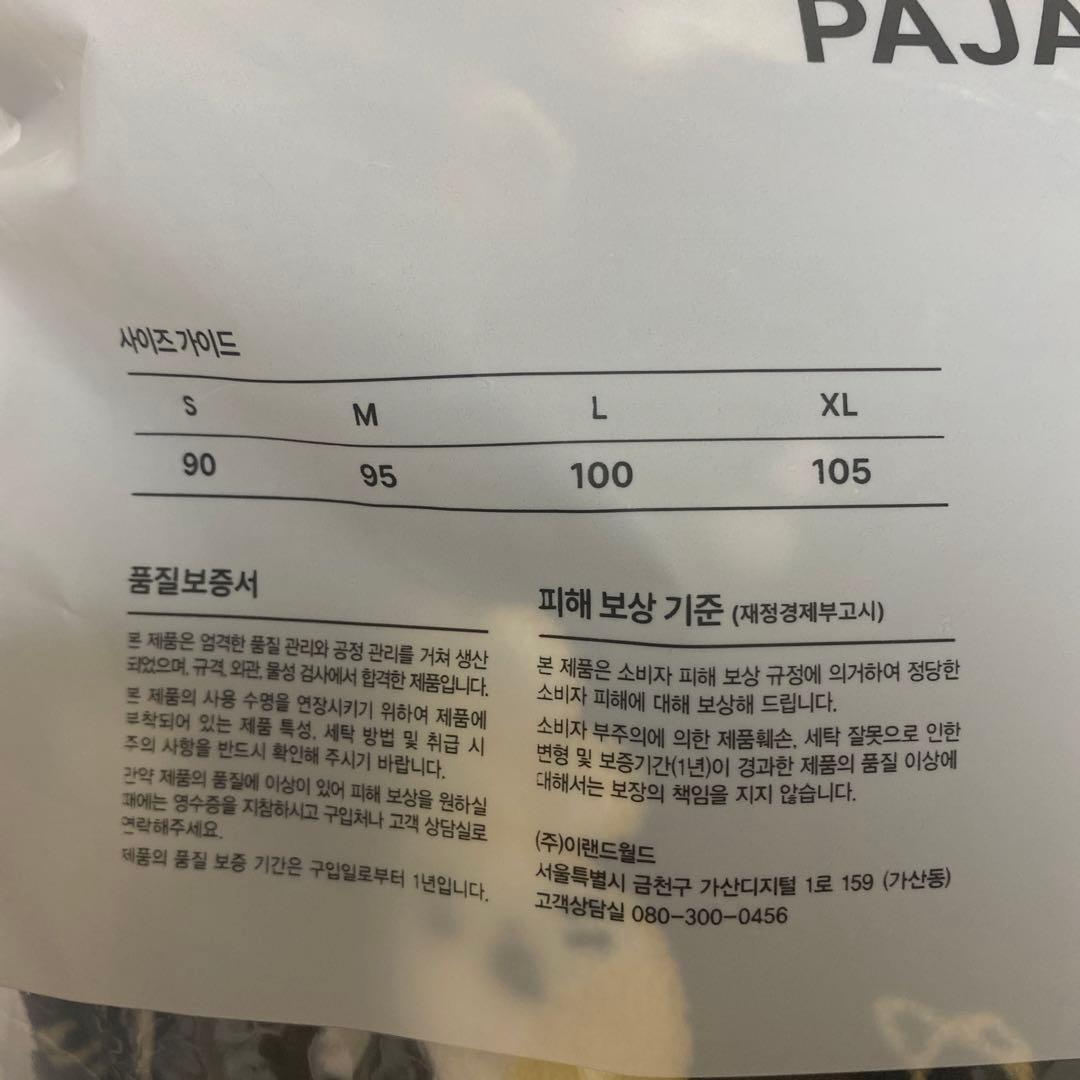 PAJA
사이즈가이드
S M L XL
90 95 100 105
품질보증서
본 제품은 엄격한 품질 관리와 공정 관리를 거쳐 생산
되었으며, 규격, 외관, 물성 검사에서 합격한 제품입니다.
본 제품의 사용 수명을 연장시키기 위하여 제품에
부착되어 있는 제품 특성, 세탁 방법 및 취급 시
주의 사항을 반드시 확인해 주시기 바랍니다.
만약 제품의 품질에 이상이 있어 피해 보상을 원하실
때에는 영수증을 지참하시고 구입처나 고객 상담실로
연락해주세요.
제품의 품질 보증 기간은 구입일로부터 1년입니다.
피해 보상 기준 (재정경제부고시)
본 제품은 소비자 피해 보상 규정에 의거하여 정당한
소비자 피해에 대해 보상해 드립니다.
소비자 부주의에 의한 제품훼손, 세탁 잘못으로 인한
변형 및 보증기간(1년)이 경과한 제품의 품질 이상에
대해서는 보장의 책임을 지지 않습니다.
(주)이랜드월드
서울특별시 금천구 가산디지털 1로 159 (가산동)
고객상담실 080-300-0456